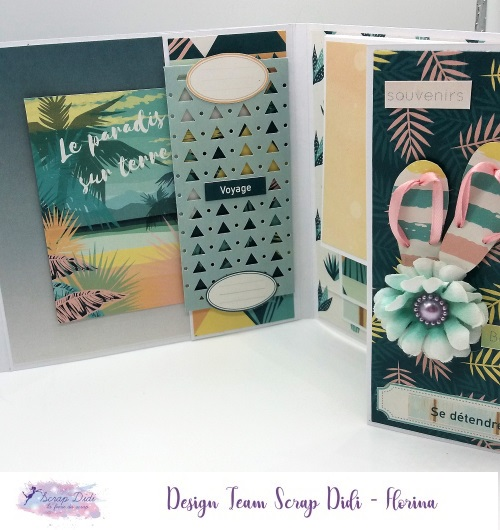 Le paradis
sur terre
Voyage
souvenirs
Se détendre
Scrap Didi
Design Team Scrap Didi - Florina